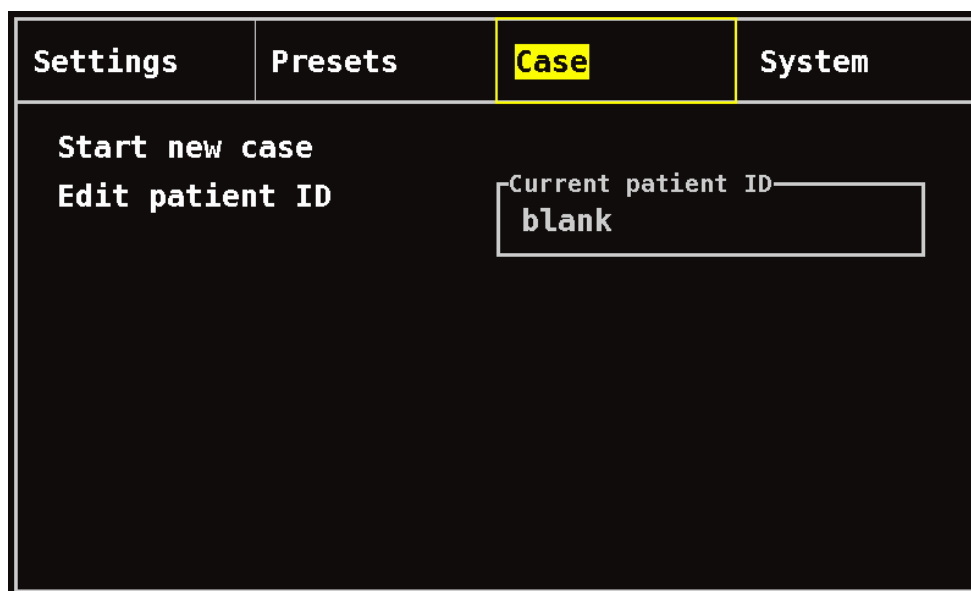 Settings Presets Case System
Start new case
Edit patient ID
Current patient ID
blank